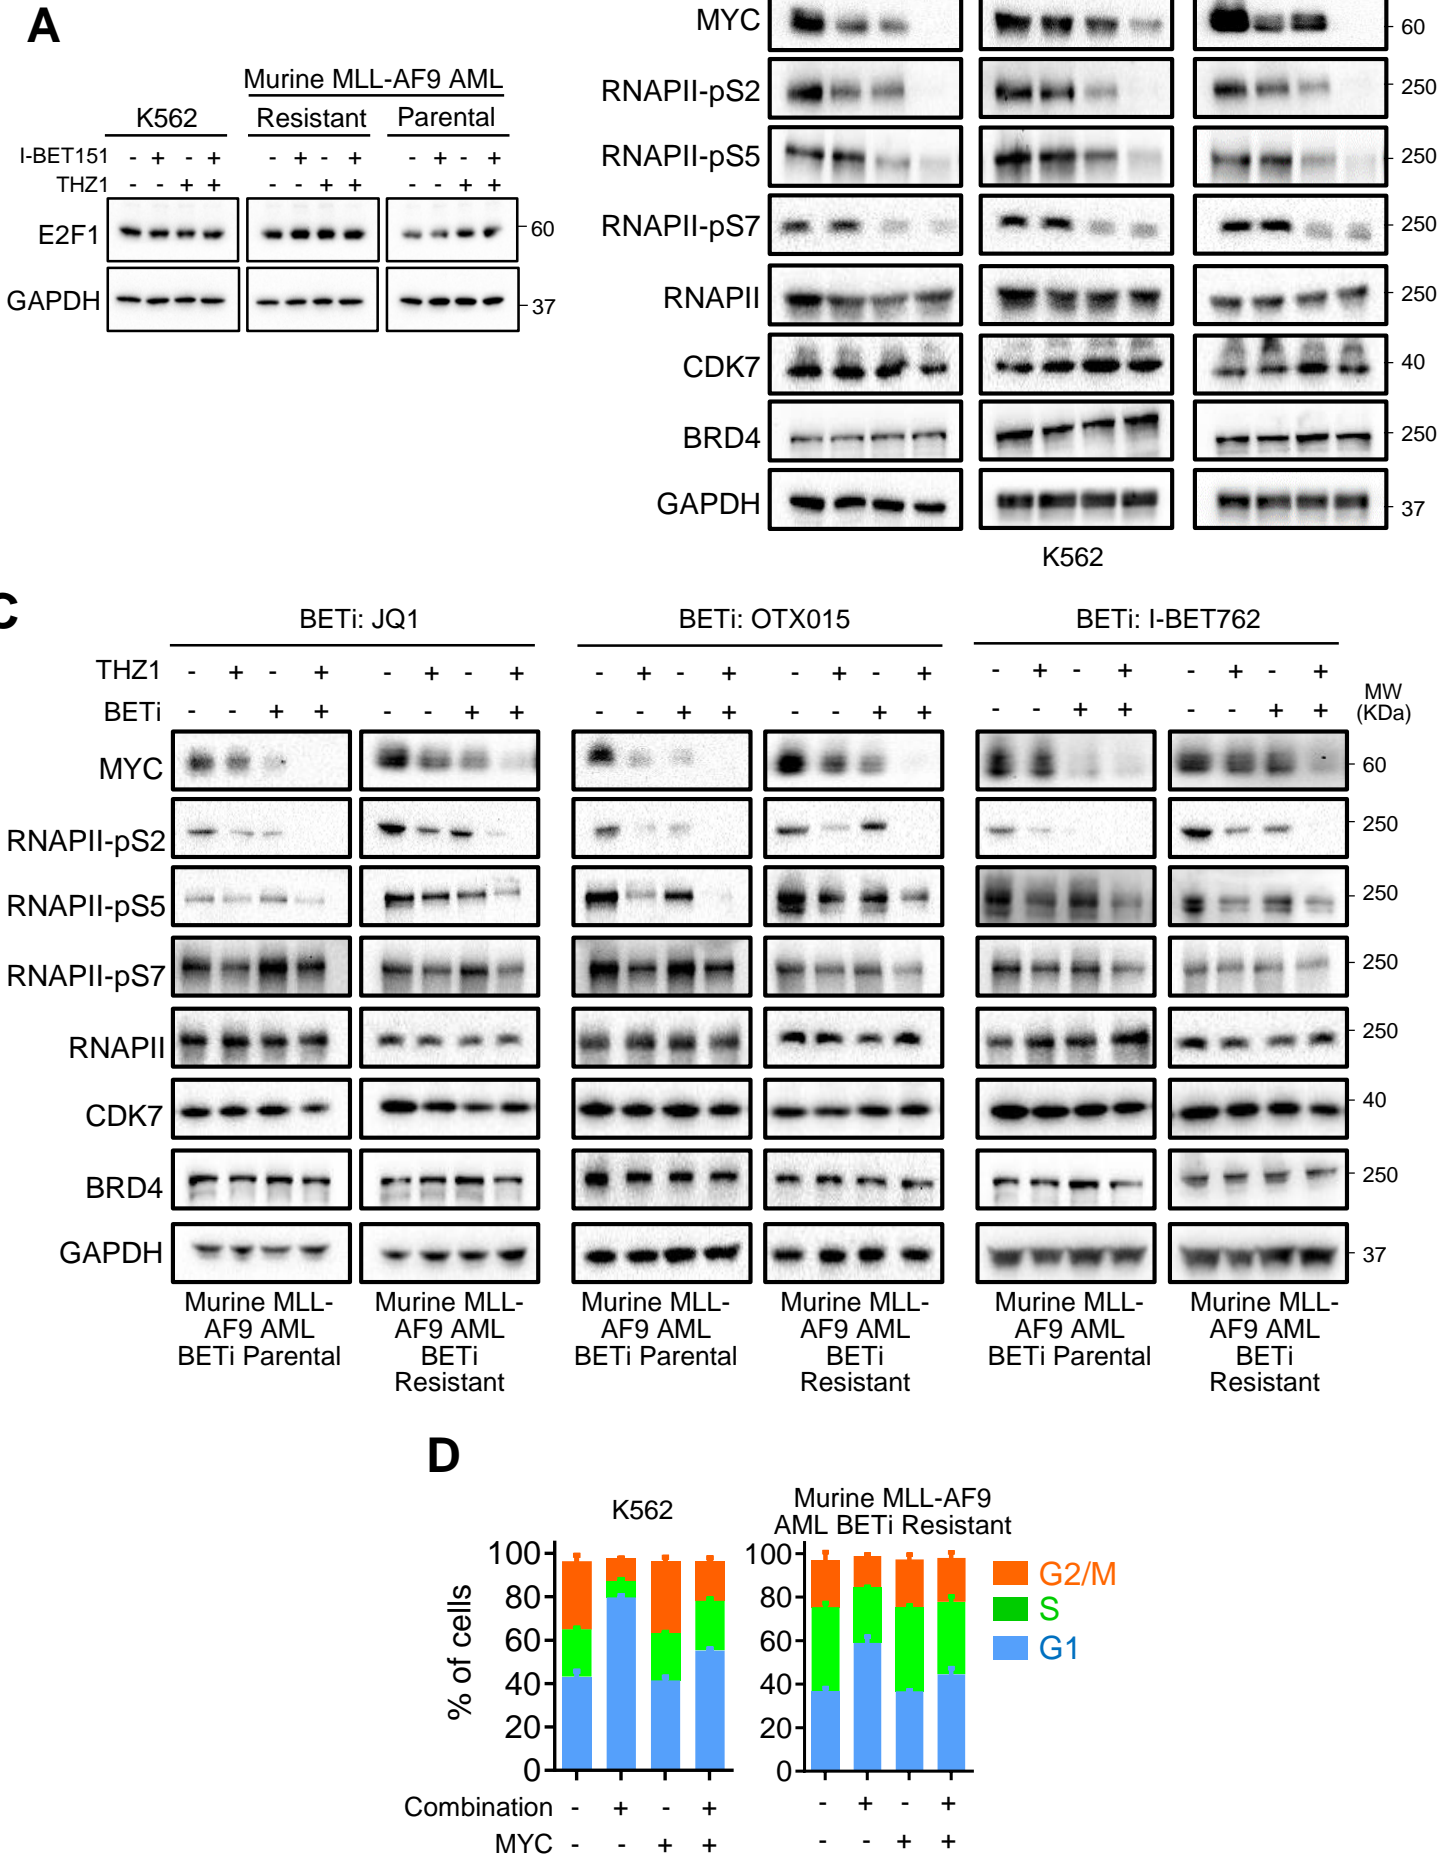 A
Murine MLL-AF9 AML
K562
Resistant
Parental
I-BET151 - + - + - + - + - + - +
THZ1 - - + + - - + + - - + +
E2F1
60
GAPDH
37
MYC
60
RNAPII-pS2
250
RNAPII-pS5
250
RNAPII-pS7
250
RNAPII
250
CDK7
40
BRD4
250
GAPDH
37
K562
C
BETi: JQ1
BETi: OTX015
BETi: I-BET762
THZ1 - + - + - + - + - + - + - + - + - + - + - + - +
BETi - - + + - - + + - - + + - - + + - - + + - - + +
MW
(KDa)
MYC
60
RNAPII-pS2
250
RNAPII-pS5
250
RNAPII-pS7
250
RNAPII
250
CDK7
40
BRD4
250
GAPDH
37
Murine MLL-
AF9 AML
BETi Parental
Murine MLL-
AF9 AML
BETi
Resistant
Murine MLL-
AF9 AML
BETi Parental
Murine MLL-
AF9 AML
BETi
Resistant
Murine MLL-
AF9 AML
BETi Parental
Murine MLL-
AF9 AML
BETi
Resistant
D
K562
100
80
60
40
20
0
% of cells
Murine MLL-AF9
AML BETi Resistant
100
80
60
40
20
0
G2/M
S
G1
Combination - + - + - + - +
MYC - - + + - - + +